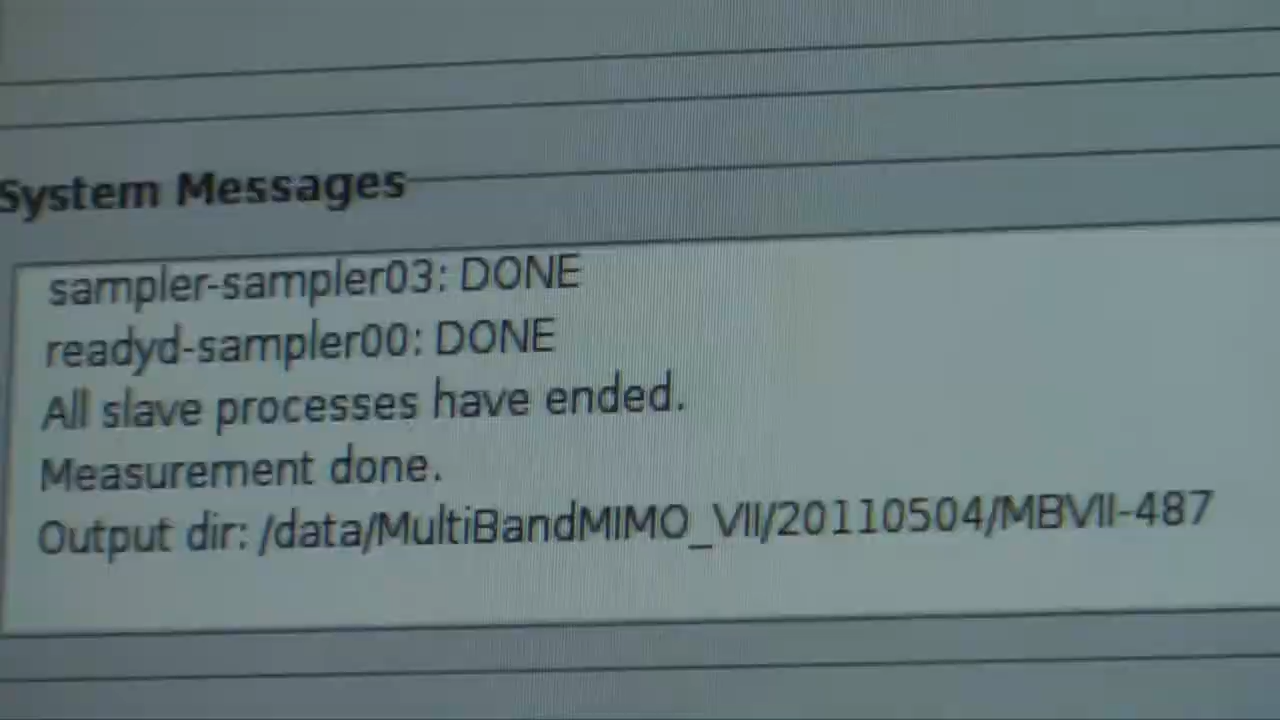 System Messages
sampler-sampler03: DONE
readyd-sampler00: DONE
All slave processes have ended.
Measurement done.
Output dir: /data/MultiBandMIMO_VII/20110504/MBVII-487